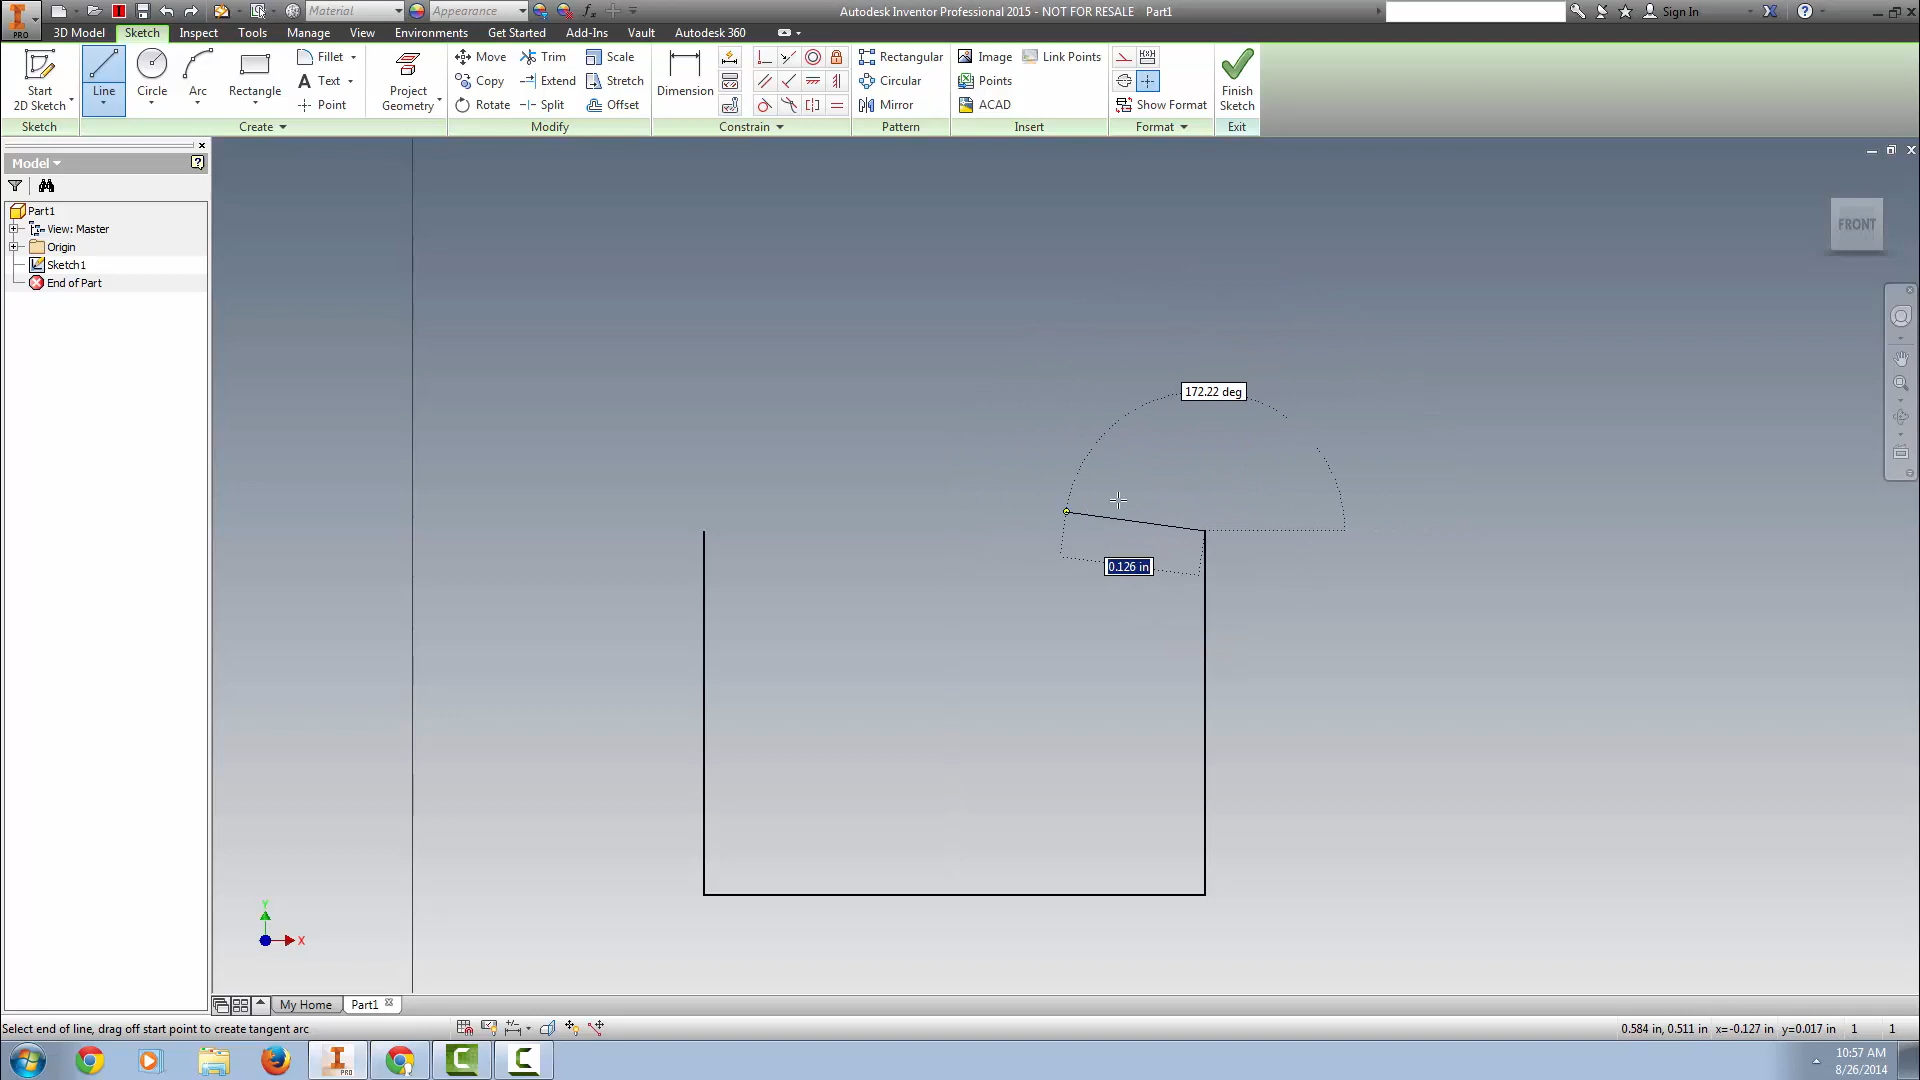 Material
Appearance
Autodesk Inventor Professional 2015 - NOT FOR RESALE Part1
Sign In
PRO
3D Model
Sketch
Inspect
Tools
Manage
View
Environments
Get Started
Add-Ins
Vault
Autodesk 360
Start
2D Sketch
Line
Circle
Arc
Rectangle
Fillet
Text
Point
Project
Geometry
Move
Copy
Rotate
Trim
Extend
Split
Scale
Stretch
Offset
Dimension
Rectangular
Circular
Mirror
Image
Points
ACAD
Link Points
Show Format
Finish
Sketch
Sketch
Create
Modify
Constrain
Pattern
Insert
Format
Exit
Model
Part1
View: Master
Origin
Sketch1
End of Part
FRONT
172.22 deg
0.126 in
Y
X
My Home
Part1
Select end of line, drag off start point to create tangent arc
0.584 in, 0.511 in x=-0.127 in y=0.017 in 1 1
PRO
10:57 AM
8/26/2014